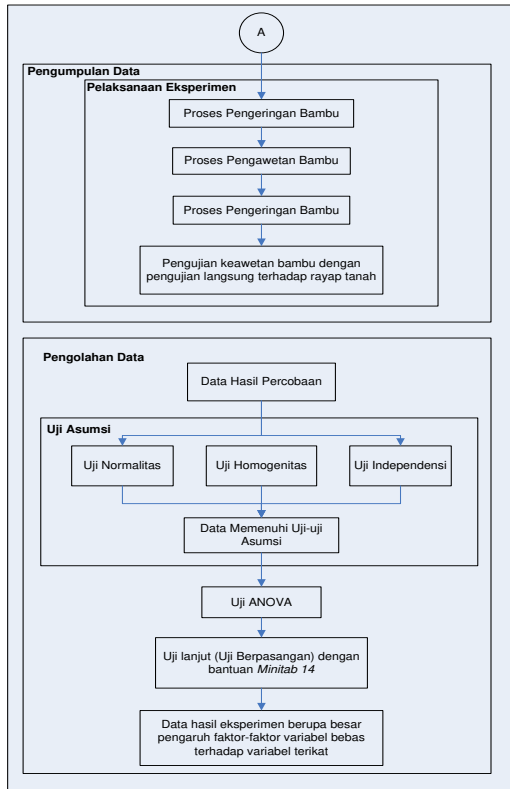 A
Pengumpulan Data
Pelaksanaan Eksperimen
Proses Pengeringan Bambu
Proses Pengawetan Bambu
Proses Pengeringan Bambu
Pengujian keawetan bambu dengan
pengujian langsung terhadap rayap tanah
Pengolahan Data
Data Hasil Percobaan
Uji Asumsi
Uji Normalitas
Uji Homogenitas
Uji Independensi
Data Memenuhi Uji-uji
Asumsi
Uji ANOVA
Uji lanjut (Uji Berpasangan) dengan
bantuan Minitab 14
Data hasil eksperimen berupa besar
pengaruh faktor-faktor variabel bebas
terhadap variabel terikat